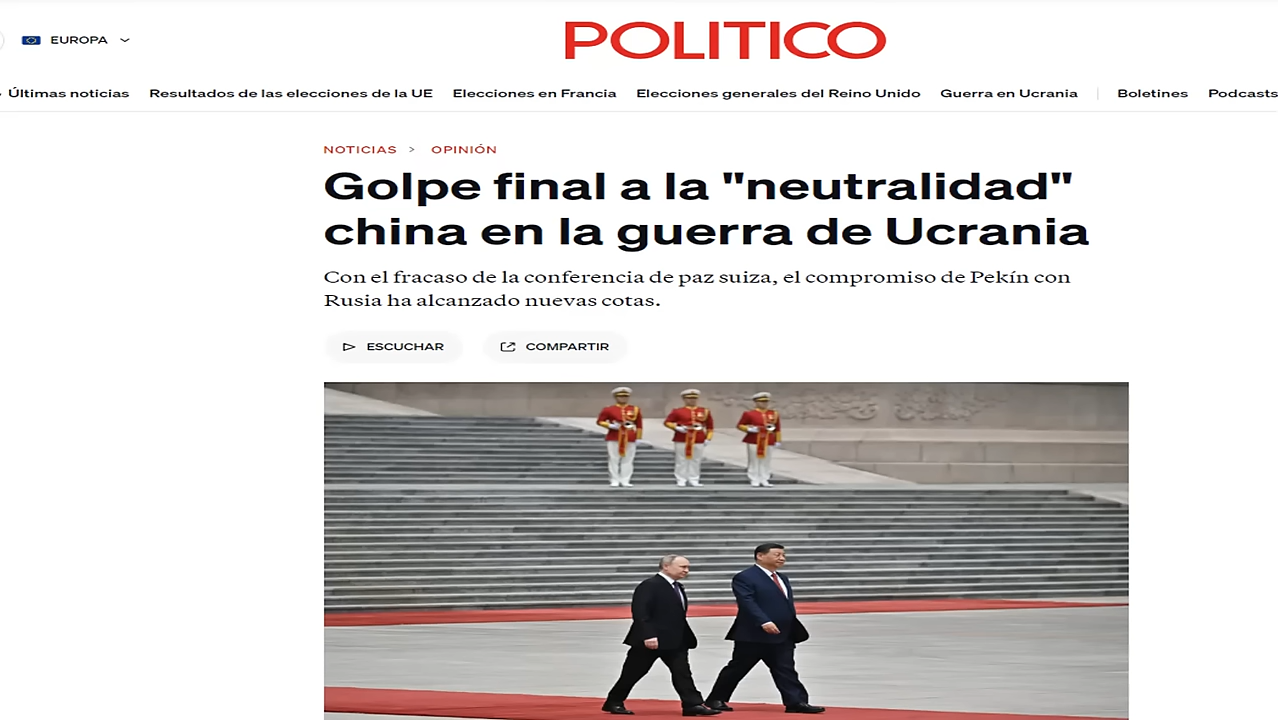 EUROPA
POLITICO
Últimas noticias Resultados de las elecciones de la UE Elecciones en Francia Elecciones generales del Reino Unido Guerra en Ucrania Boletines Podcasts
NOTICIAS > OPINIÓN
Golpe final a la "neutralidad"
china en la guerra de Ucrania
Con el fracaso de la conferencia de paz suiza, el compromiso de Pekín con
Rusia ha alcanzado nuevas cotas.
ESCUCHAR COMPARTIR